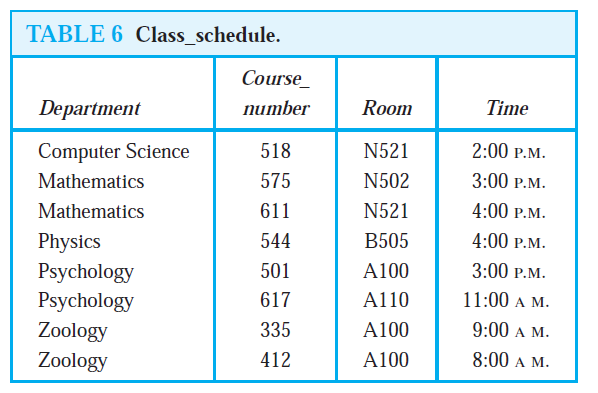 TABLE 6 Class_schedule.
Course_
Department number Room Time
Computer Science 518 N521 2:00 P.M.
Mathematics 575 N502 3:00 P.M.
Mathematics 611 N521 4:00 P.M.
Physics 544 B505 4:00 P.M.
Psychology 501 A100 3:00 P.M.
Psychology 617 A110 11:00 A M.
Zoology 335 A100 9:00 A M.
Zoology 412 A100 8:00 A M.